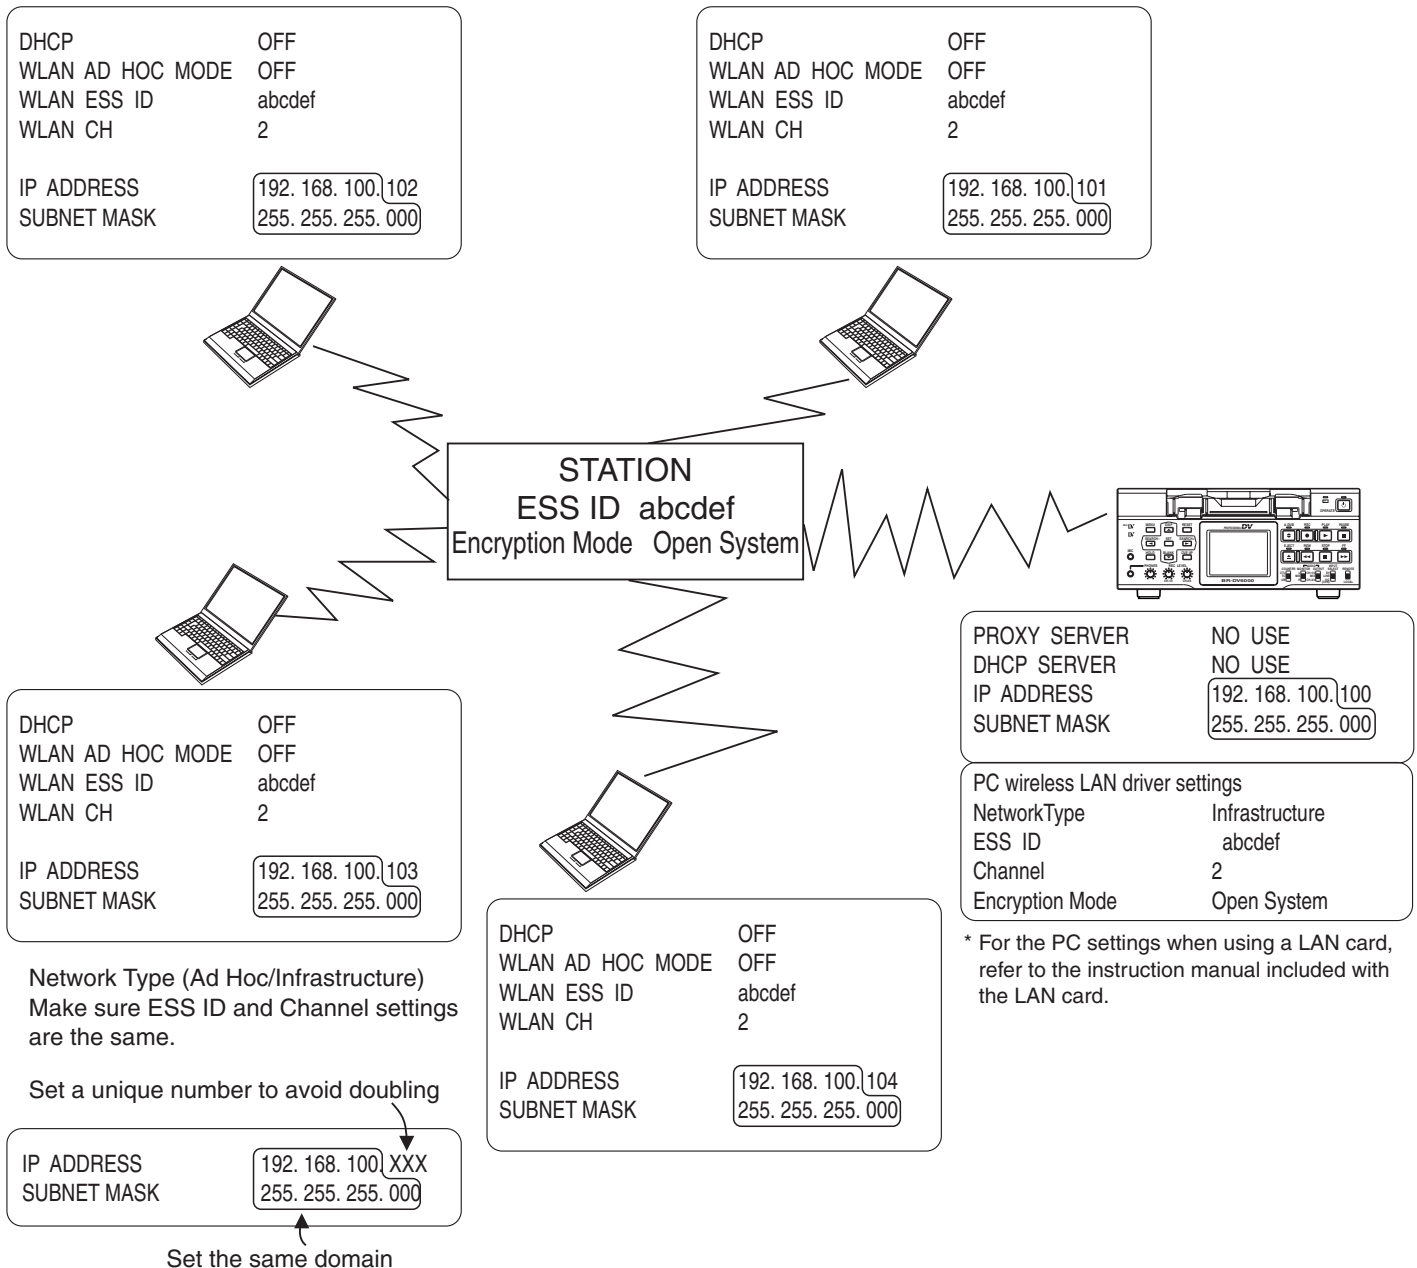 DHCP OFF
WLAN AD HOC MODE OFF
WLAN ESS ID abcdef
WLAN CH 2
IP ADDRESS 192. 168. 100. 102
SUBNET MASK 255. 255. 255. 000
DHCP OFF
WLAN AD HOC MODE OFF
WLAN ESS ID abcdef
WLAN CH 2
IP ADDRESS 192. 168. 100. 101
SUBNET MASK 255. 255. 255. 000
STATION
ESS ID abcdef
Encryption Mode Open System
BR-DV6000
PROXY SERVER NO USE
DHCP SERVER NO USE
IP ADDRESS 192. 168. 100. 100
SUBNET MASK 255. 255. 255. 000
PC wireless LAN driver settings
NetworkType Infrastructure
ESS ID abcdef
Channel 2
Encryption Mode Open System
* For the PC settings when using a LAN card,
refer to the instruction manual included with
the LAN card.
DHCP OFF
WLAN AD HOC MODE OFF
WLAN ESS ID abcdef
WLAN CH 2
IP ADDRESS 192. 168. 100. 103
SUBNET MASK 255. 255. 255. 000
DHCP OFF
WLAN AD HOC MODE OFF
WLAN ESS ID abcdef
WLAN CH 2
IP ADDRESS 192. 168. 100. 104
SUBNET MASK 255. 255. 255. 000
Network Type (Ad Hoc/Infrastructure)
Make sure ESS ID and Channel settings
are the same.
Set a unique number to avoid doubling
IP ADDRESS 192. 168. 100. XXX
SUBNET MASK 255. 255. 255. 000
Set the same domain